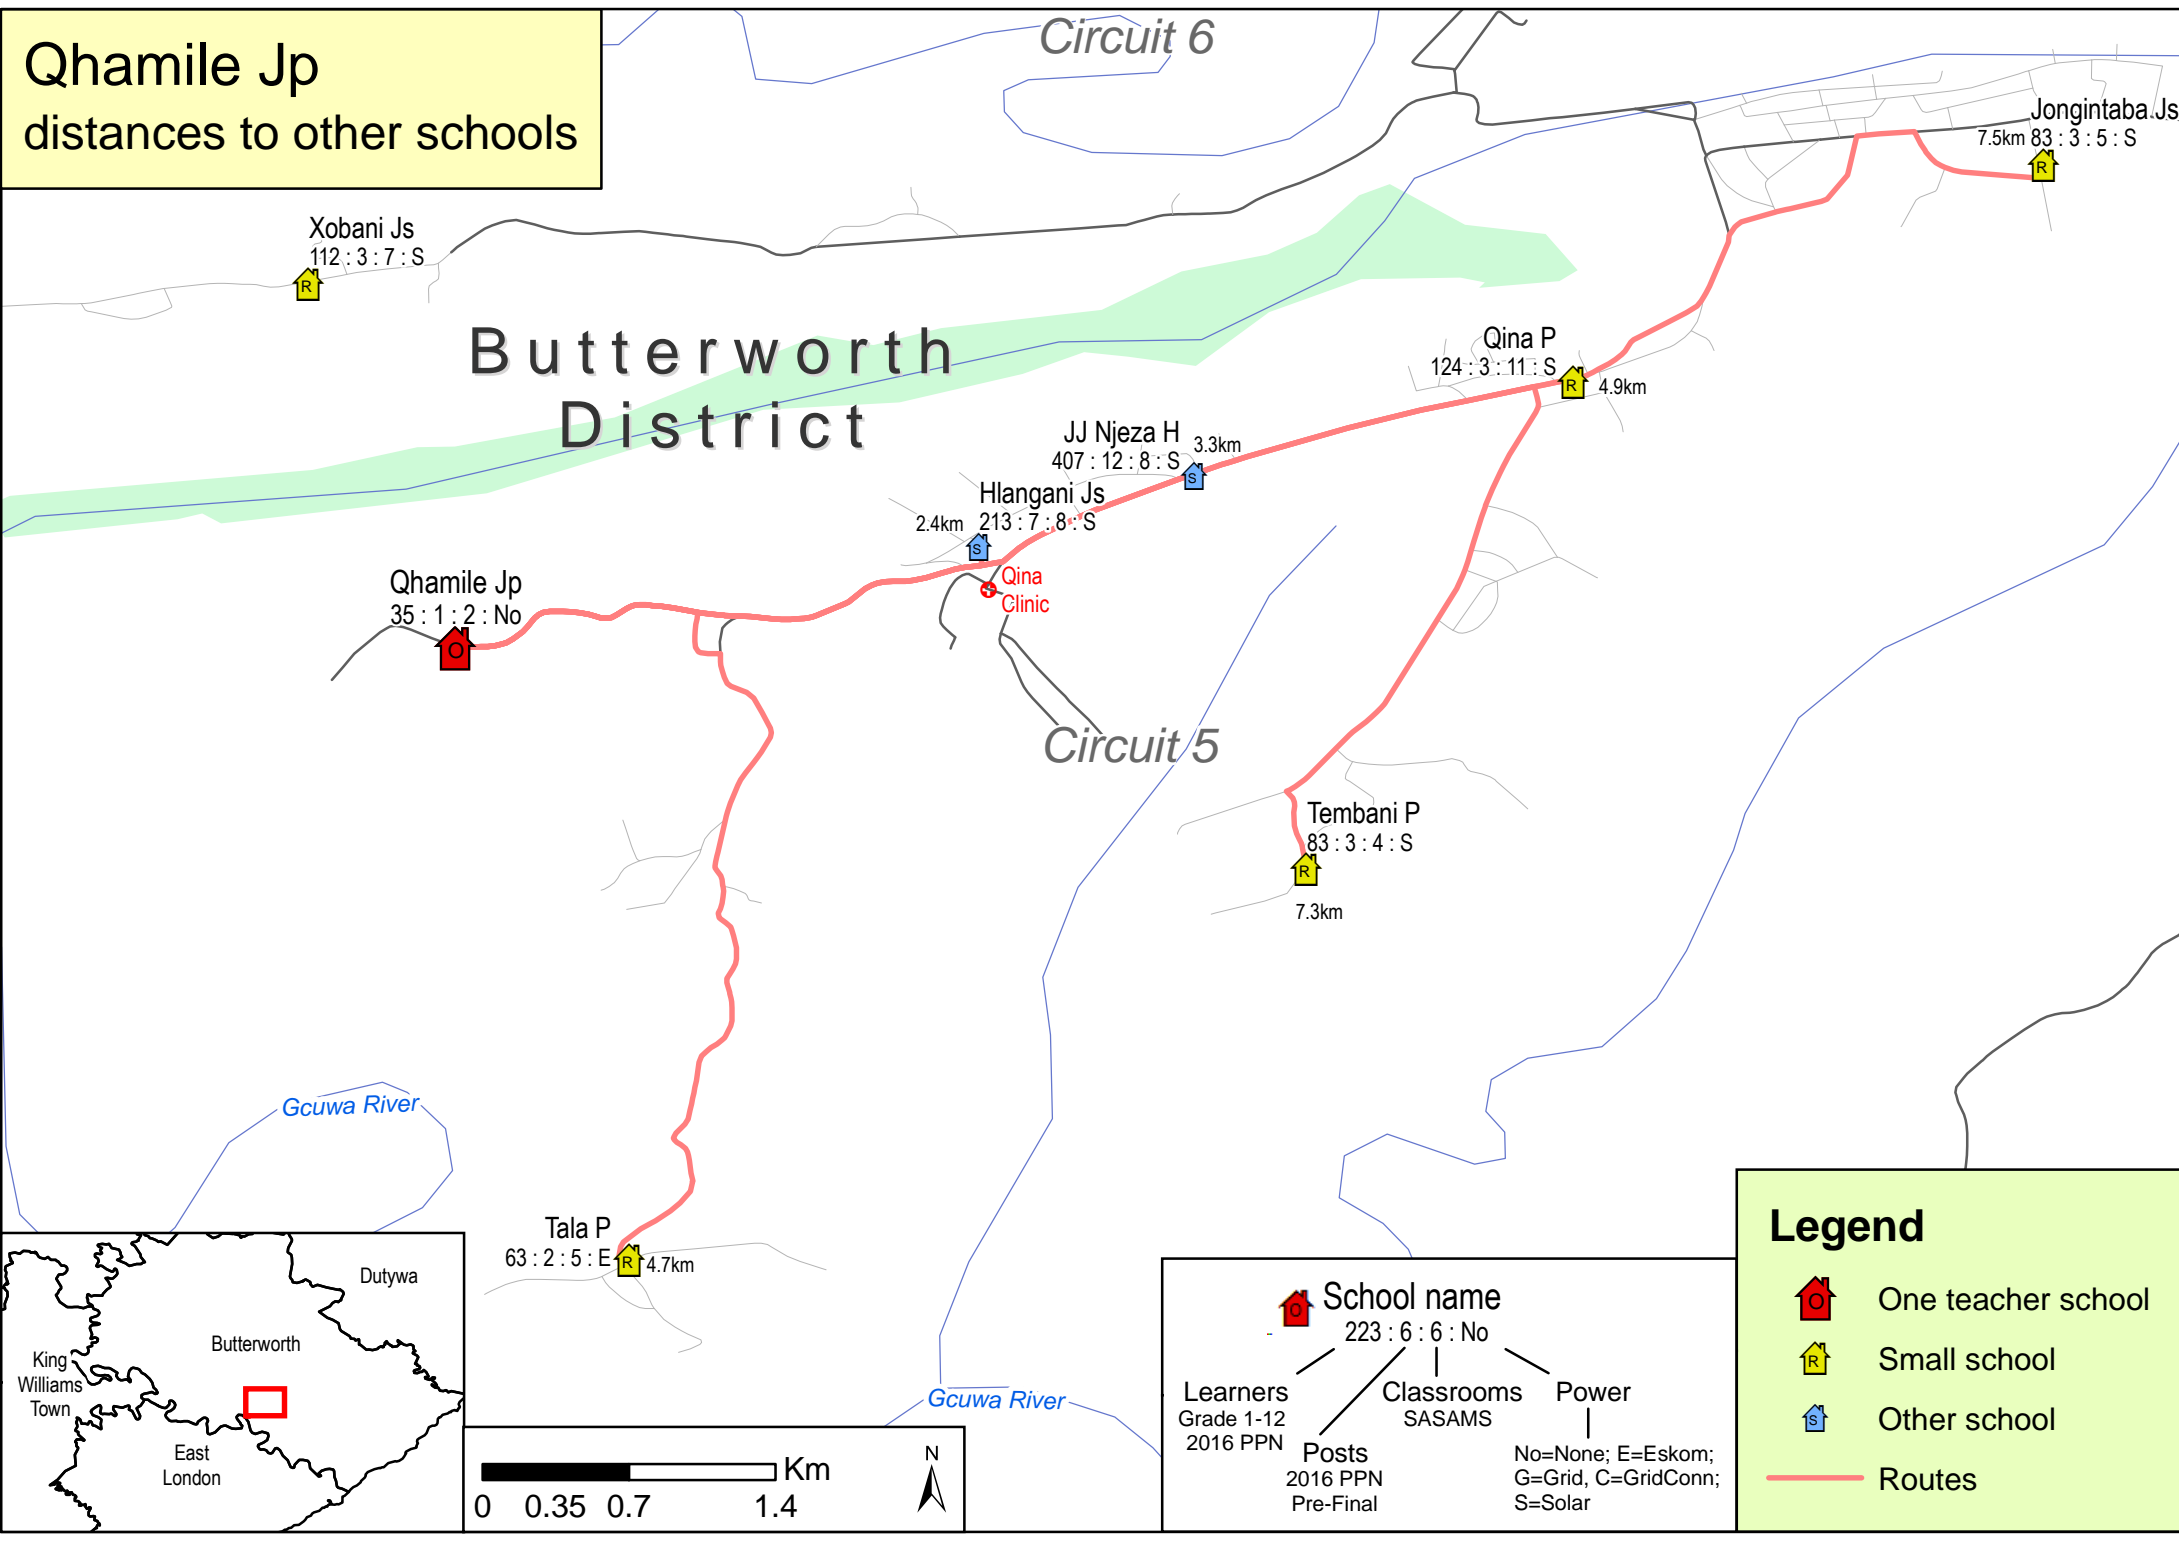 Qhamile Jp
distances to other schools
Circuit 6
Jongintaba Js
7.5km 83 : 3 : 5 : S
R
Xobani Js
112 : 3 : 7 : S
R
Butterworth
District
Qina P
124 : 3 : 11 : S
R
4.9km
JJ Njeza H
3.3km
407 : 12 : 8 : S
S
Hlangani Js
2.4km 213 : 7 : 8 : S
S
Qina
Clinic
Qhamile Jp
35 : 1 : 2 : No
O
Circuit 5
Tembani P
83 : 3 : 4 : S
R
7.3km
Gcuwa River
Tala P
63 : 2 : 5 : E
R
4.7km
Gcuwa River
Dutywa
Butterworth
King
Williams
Town
East
London
Km
0 0.35 0.7 1.4
N
O
School name
223 : 6 : 6 : No
Learners
Grade 1-12
2016 PPN
Posts
2016 PPN
Pre-Final
Classrooms
SASAMS
Power
No=None; E=Eskom;
G=Grid, C=GridConn;
S=Solar
Legend
O One teacher school
R Small school
S Other school
Routes